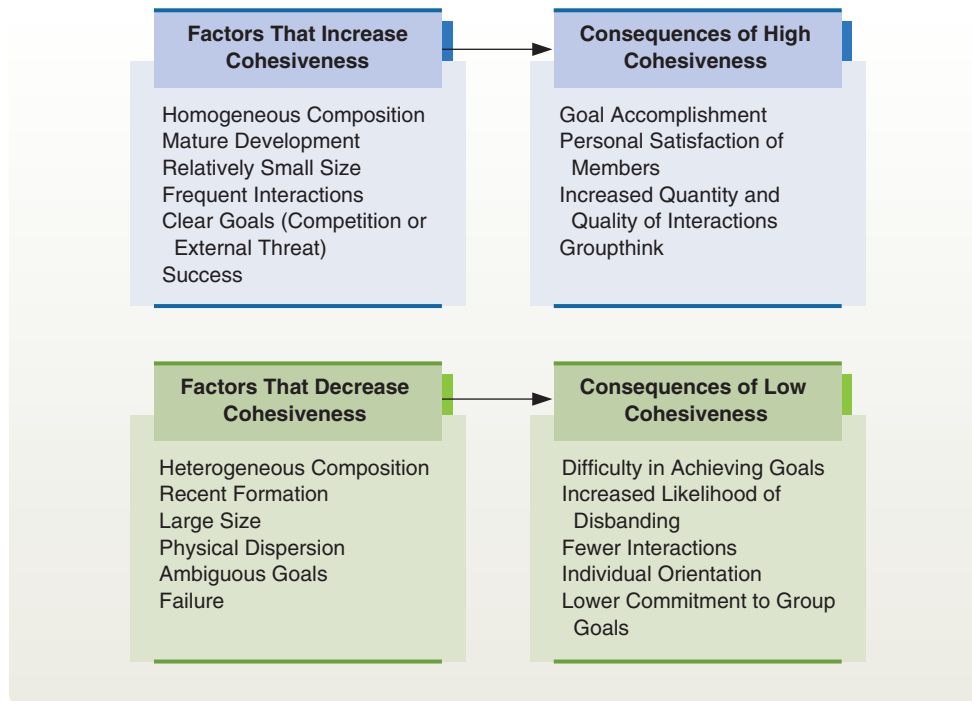 Factors That Increase
Cohesiveness
Homogeneous Composition
Mature Development
Relatively Small Size
Frequent Interactions
Clear Goals (Competition or
External Threat)
Success
Consequences of High
Cohesiveness
Goal Accomplishment
Personal Satisfaction of
Members
Increased Quantity and
Quality of Interactions
Groupthink
Factors That Decrease
Cohesiveness
Heterogeneous Composition
Recent Formation
Large Size
Physical Dispersion
Ambiguous Goals
Failure
Consequences of Low
Cohesiveness
Difficulty in Achieving Goals
Increased Likelihood of
Disbanding
Fewer Interactions
Individual Orientation
Lower Commitment to Group
Goals